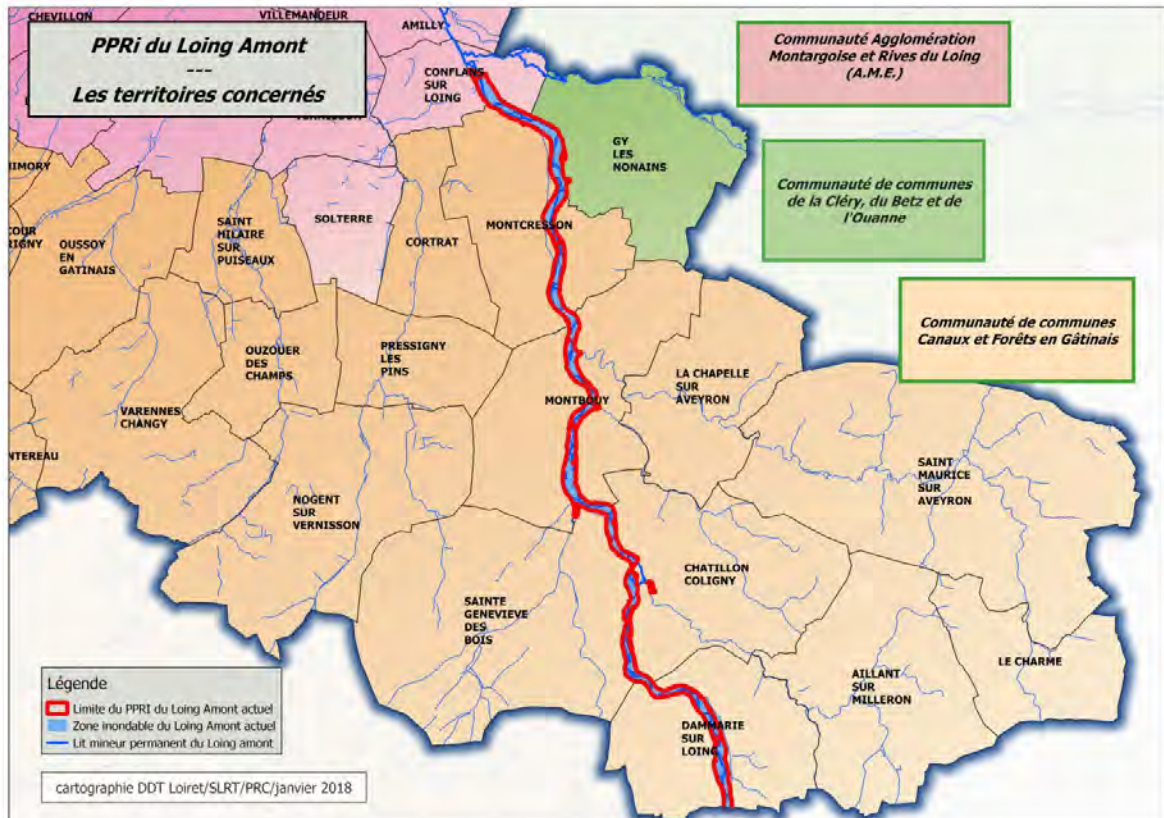 CHEVILLON
VILLEMANDEUR
AMILLY
PPRi du Loing Amont
---
Les territoires concernés
Communauté Agglomération
Montargoise et Rives du Loing
(A.M.E.)
CONFLANS
SUR
LOING
GY
LES
NONAINS
Communauté de communes
de la Cléry, du Betz et de
l'Ouanne
IMORY
SOLTERRE
MONTCRESSON
SAINT
HILAIRE
SUR
PUISEAUX
CORTRAT
COUR
RIGNY
OUSSOY
EN
GATINAIS
Communauté de communes
Canaux et Forêts en Gâtinais
OUZOUER
DES
CHAMPS
PRESSIGNY
LES
PINS
LA CHAPELLE
SUR
AVEYRON
MONTBOUY
VARENNES
CHANGY
NTEREAU
SAINT
MAURICE
SUR
AVEYRON
NOGENT
SUR
VERNISSON
CHATILLON
COLIGNY
SAINTE
GENEVIEVE
DES
BOIS
LE CHARME
AILLANT
SUR
MILLERON
DAMMARIE
SUR
LOING
Légende
Limite du PPRI du Loing Amont actuel
Zone inondable du Loing Amont actuel
Lit mineur permanent du Loing amont
cartographie DDT Loiret/SLRT/PRC/janvier 2018